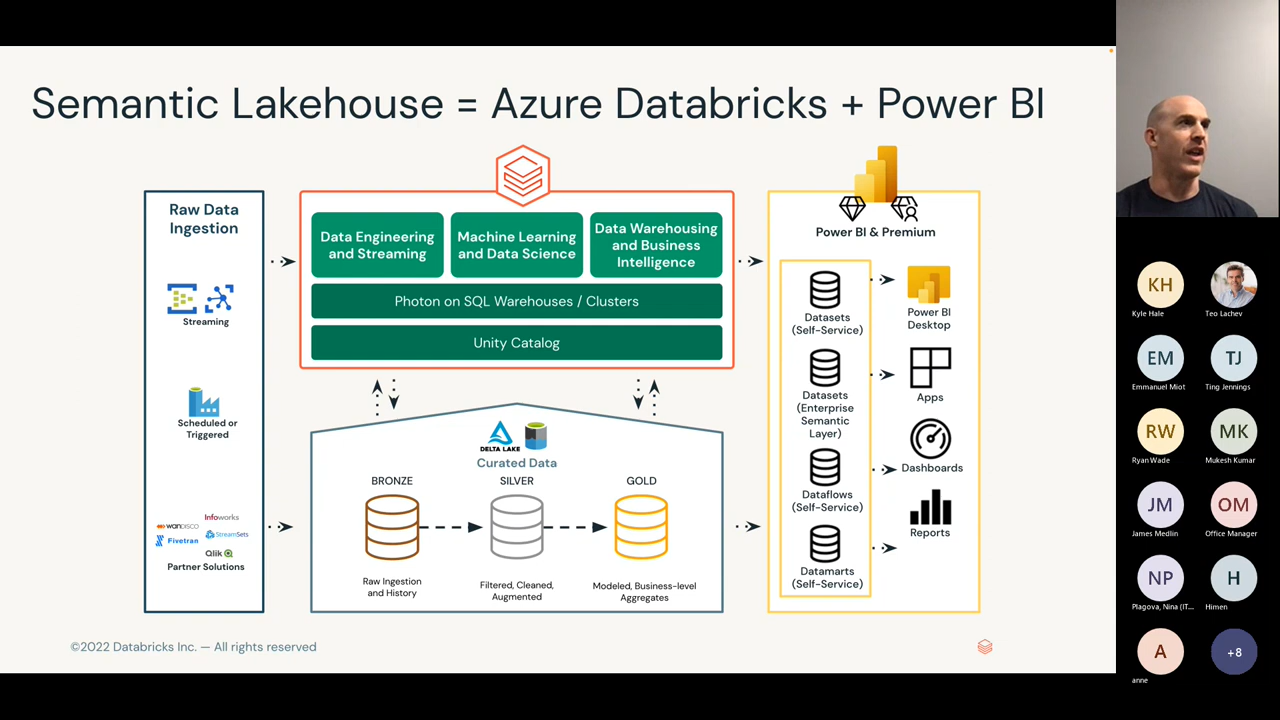 Semantic Lakehouse = Azure Databricks + Power BI
Raw Data
Ingestion
Streaming
Scheduled or
Triggered
WANDISCO
Infoworks
Fivetran
StreamSets
Qlik
Partner Solutions
Data Engineering
and Streaming
Machine Learning
and Data Science
Data Warehousing
and Business
Intelligence
Photon on SQL Warehouses / Clusters
Unity Catalog
DELTA LAKE
Curated Data
BRONZE
SILVER
GOLD
Raw Ingestion
and History
Filtered, Cleaned,
Augmented
Modeled, Business-level
Aggregates
Power BI & Premium
Datasets
(Self-Service)
Datasets
(Enterprise
Semantic
Layer)
Dataflows
(Self-Service)
Datamarts
(Self-Service)
Power BI
Desktop
Apps
Dashboards
Reports
©2022 Databricks Inc. — All rights reserved
KH
Kyle Hale
Teo Lachev
EM
Emmanuel Miot
TJ
Ting Jennings
RW
Ryan Wade
MK
Mukesh Kumar
JM
James Medlin
OM
Office Manager
NP
Plagova, Nina (IT...
H
Himen
A
anne
+8